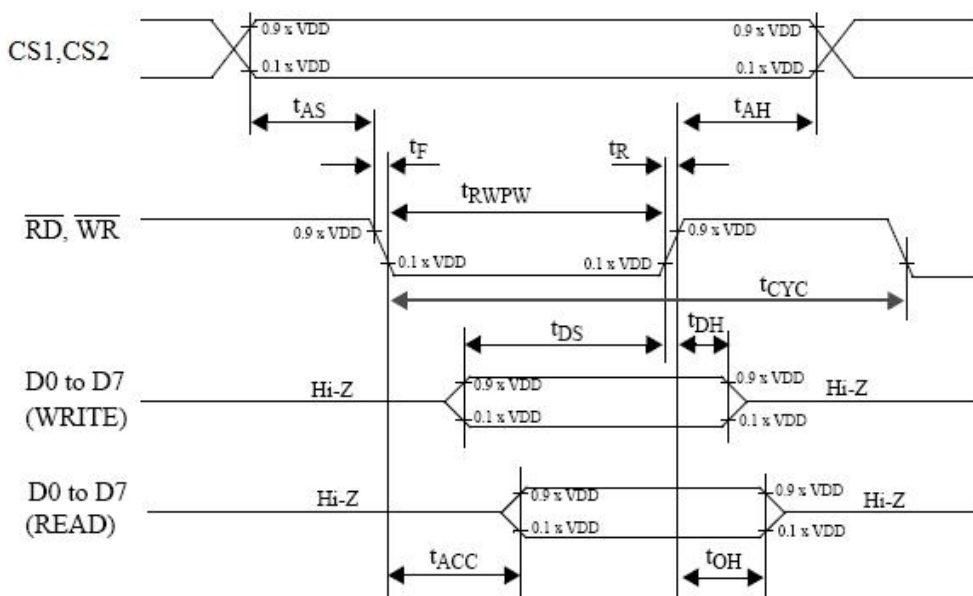 CS1,CS2
0.9 x VDD
0.9 x VDD
0.1 x VDD
0.1 x VDD
tAS
tAH
tF
tR
tRWPW
RD, WR
0.9 x VDD
0.9 x VDD
0.1 x VDD
0.1 x VDD
tCYC
tDS
tDH
D0 to D7
(WRITE)
Hi-Z
0.9 x VDD
0.9 x VDD
Hi-Z
0.1 x VDD
0.1 x VDD
D0 to D7
(READ)
Hi-Z
0.9 x VDD
0.9 x VDD
Hi-Z
0.1 x VDD
0.1 x VDD
tACC
tOH